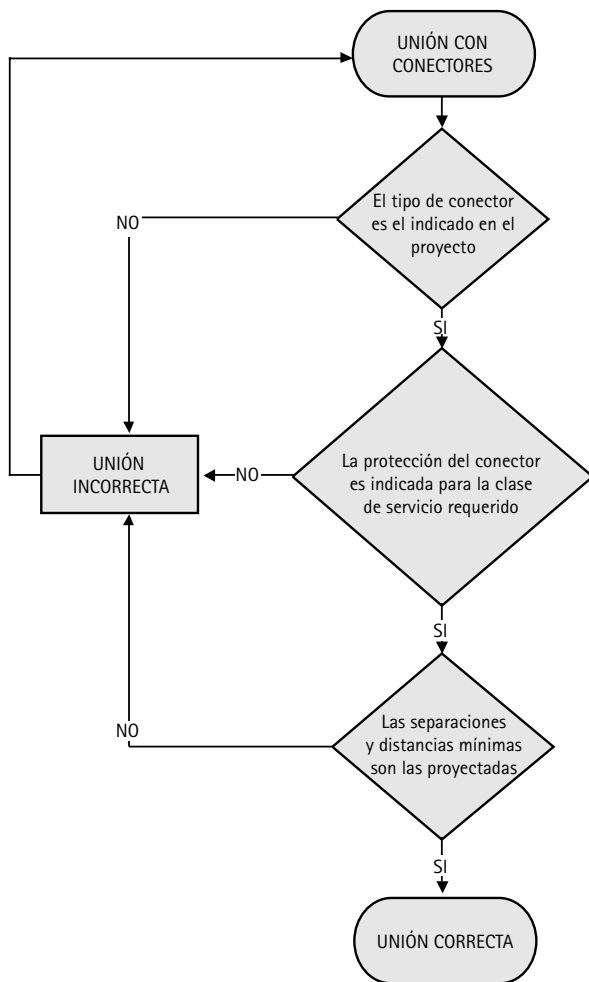 UNIÓN CON
CONECTORES
El tipo de conector
es el indicado en el
proyecto
NO
SI
La protección del conector
es indicada para la clase
de servicio requerido
NO
UNIÓN
INCORRECTA
SI
Las separaciones
y distancias mínimas
son las proyectadas
NO
SI
UNIÓN CORRECTA